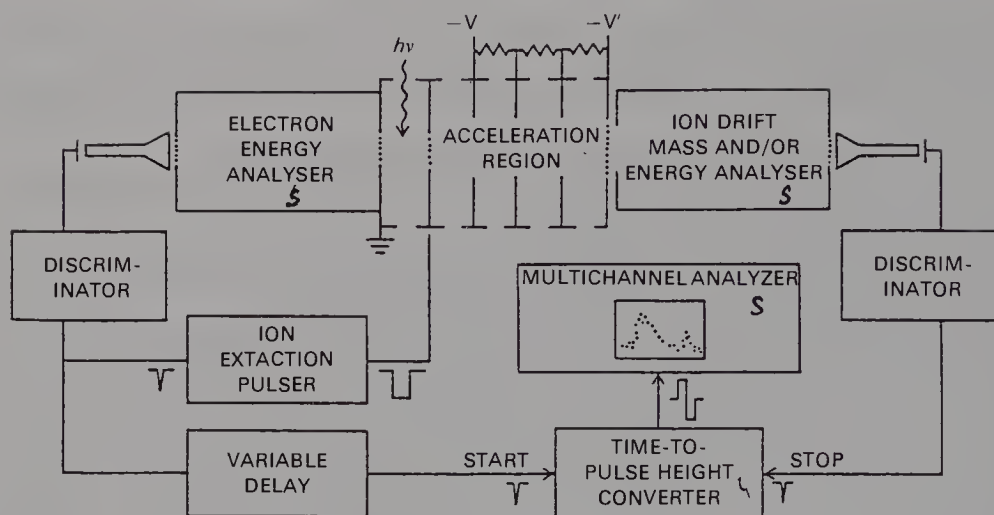 −V
−V'
hν
ELECTRON
ENERGY
ANALYSER
S
ACCELERATION
REGION
ION DRIFT
MASS AND/OR
ENERGY ANALYSER
S
DISCRIM-
INATOR
MULTICHANNEL ANALYZER
S
DISCRIM-
INATOR
ION
EXTACTION
PULSER
VARIABLE
DELAY
START
TIME-TO-
PULSE HEIGHT
CONVERTER
STOP